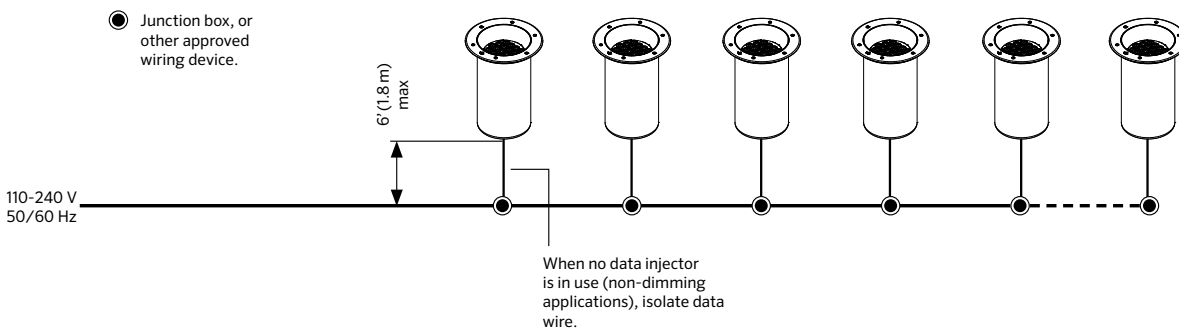 Junction box, or
other approved
wiring device.
6' (1.8 m)
max
110-240 V
50/60 Hz
When no data injector
is in use (non-dimming
applications), isolate data
wire.